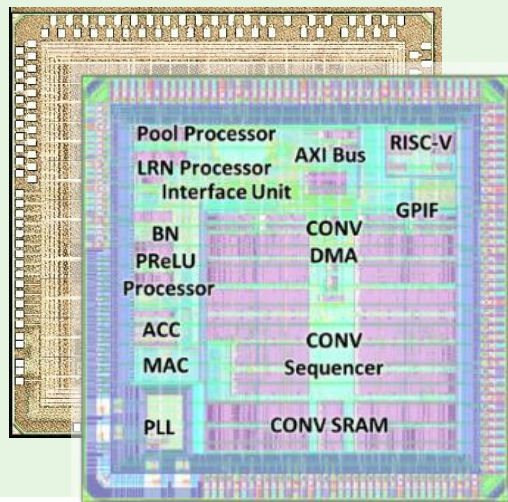 Pool Processor
AXI Bus
RISC-V
LRN Processor
Interface Unit
GPIF
BN
PReLU
Processor
CONV
DMA
ACC
MAC
CONV
Sequencer
PLL
CONV SRAM